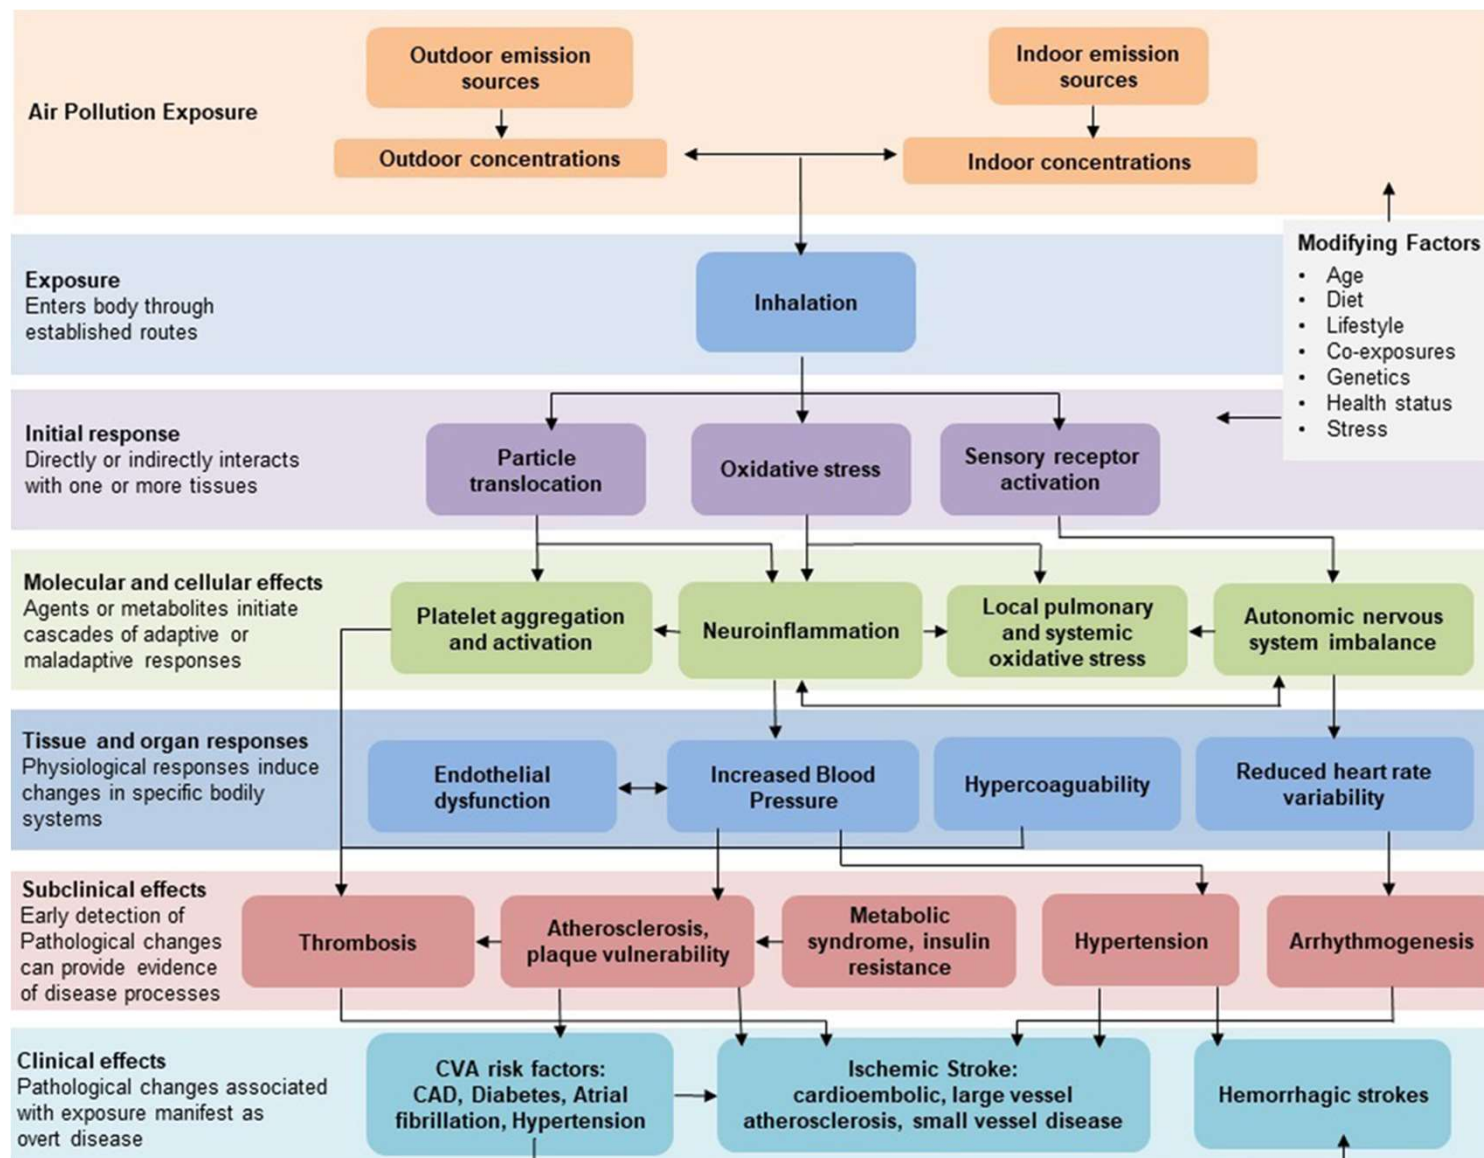 Air Pollution Exposure
Outdoor emission
sources
Indoor emission
sources
Outdoor concentrations
Indoor concentrations
Modifying Factors
• Age
• Diet
• Lifestyle
• Co-exposures
• Genetics
• Health status
• Stress
Exposure
Enters body through
established routes
Inhalation
Initial response
Directly or indirectly interacts
with one or more tissues
Particle
translocation
Oxidative stress
Sensory receptor
activation
Molecular and cellular effects
Agents or metabolites initiate
cascades of adaptive or
maladaptive responses
Platelet aggregation
and activation
Neuroinflammation
Local pulmonary
and systemic
oxidative stress
Autonomic nervous
system imbalance
Tissue and organ responses
Physiological responses induce
changes in specific bodily
systems
Endothelial
dysfunction
Increased Blood
Pressure
Hypercoaguability
Reduced heart rate
variability
Subclinical effects
Early detection of
Pathological changes
can provide evidence
of disease processes
Thrombosis
Atherosclerosis,
plaque vulnerability
Metabolic
syndrome, insulin
resistance
Hypertension
Arrhythmogenesis
Clinical effects
Pathological changes associated
with exposure manifest as
overt disease
CVA risk factors:
CAD, Diabetes, Atrial
fibrillation, Hypertension
Ischemic Stroke:
cardioembolic, large vessel
atherosclerosis, small vessel disease
Hemorrhagic strokes